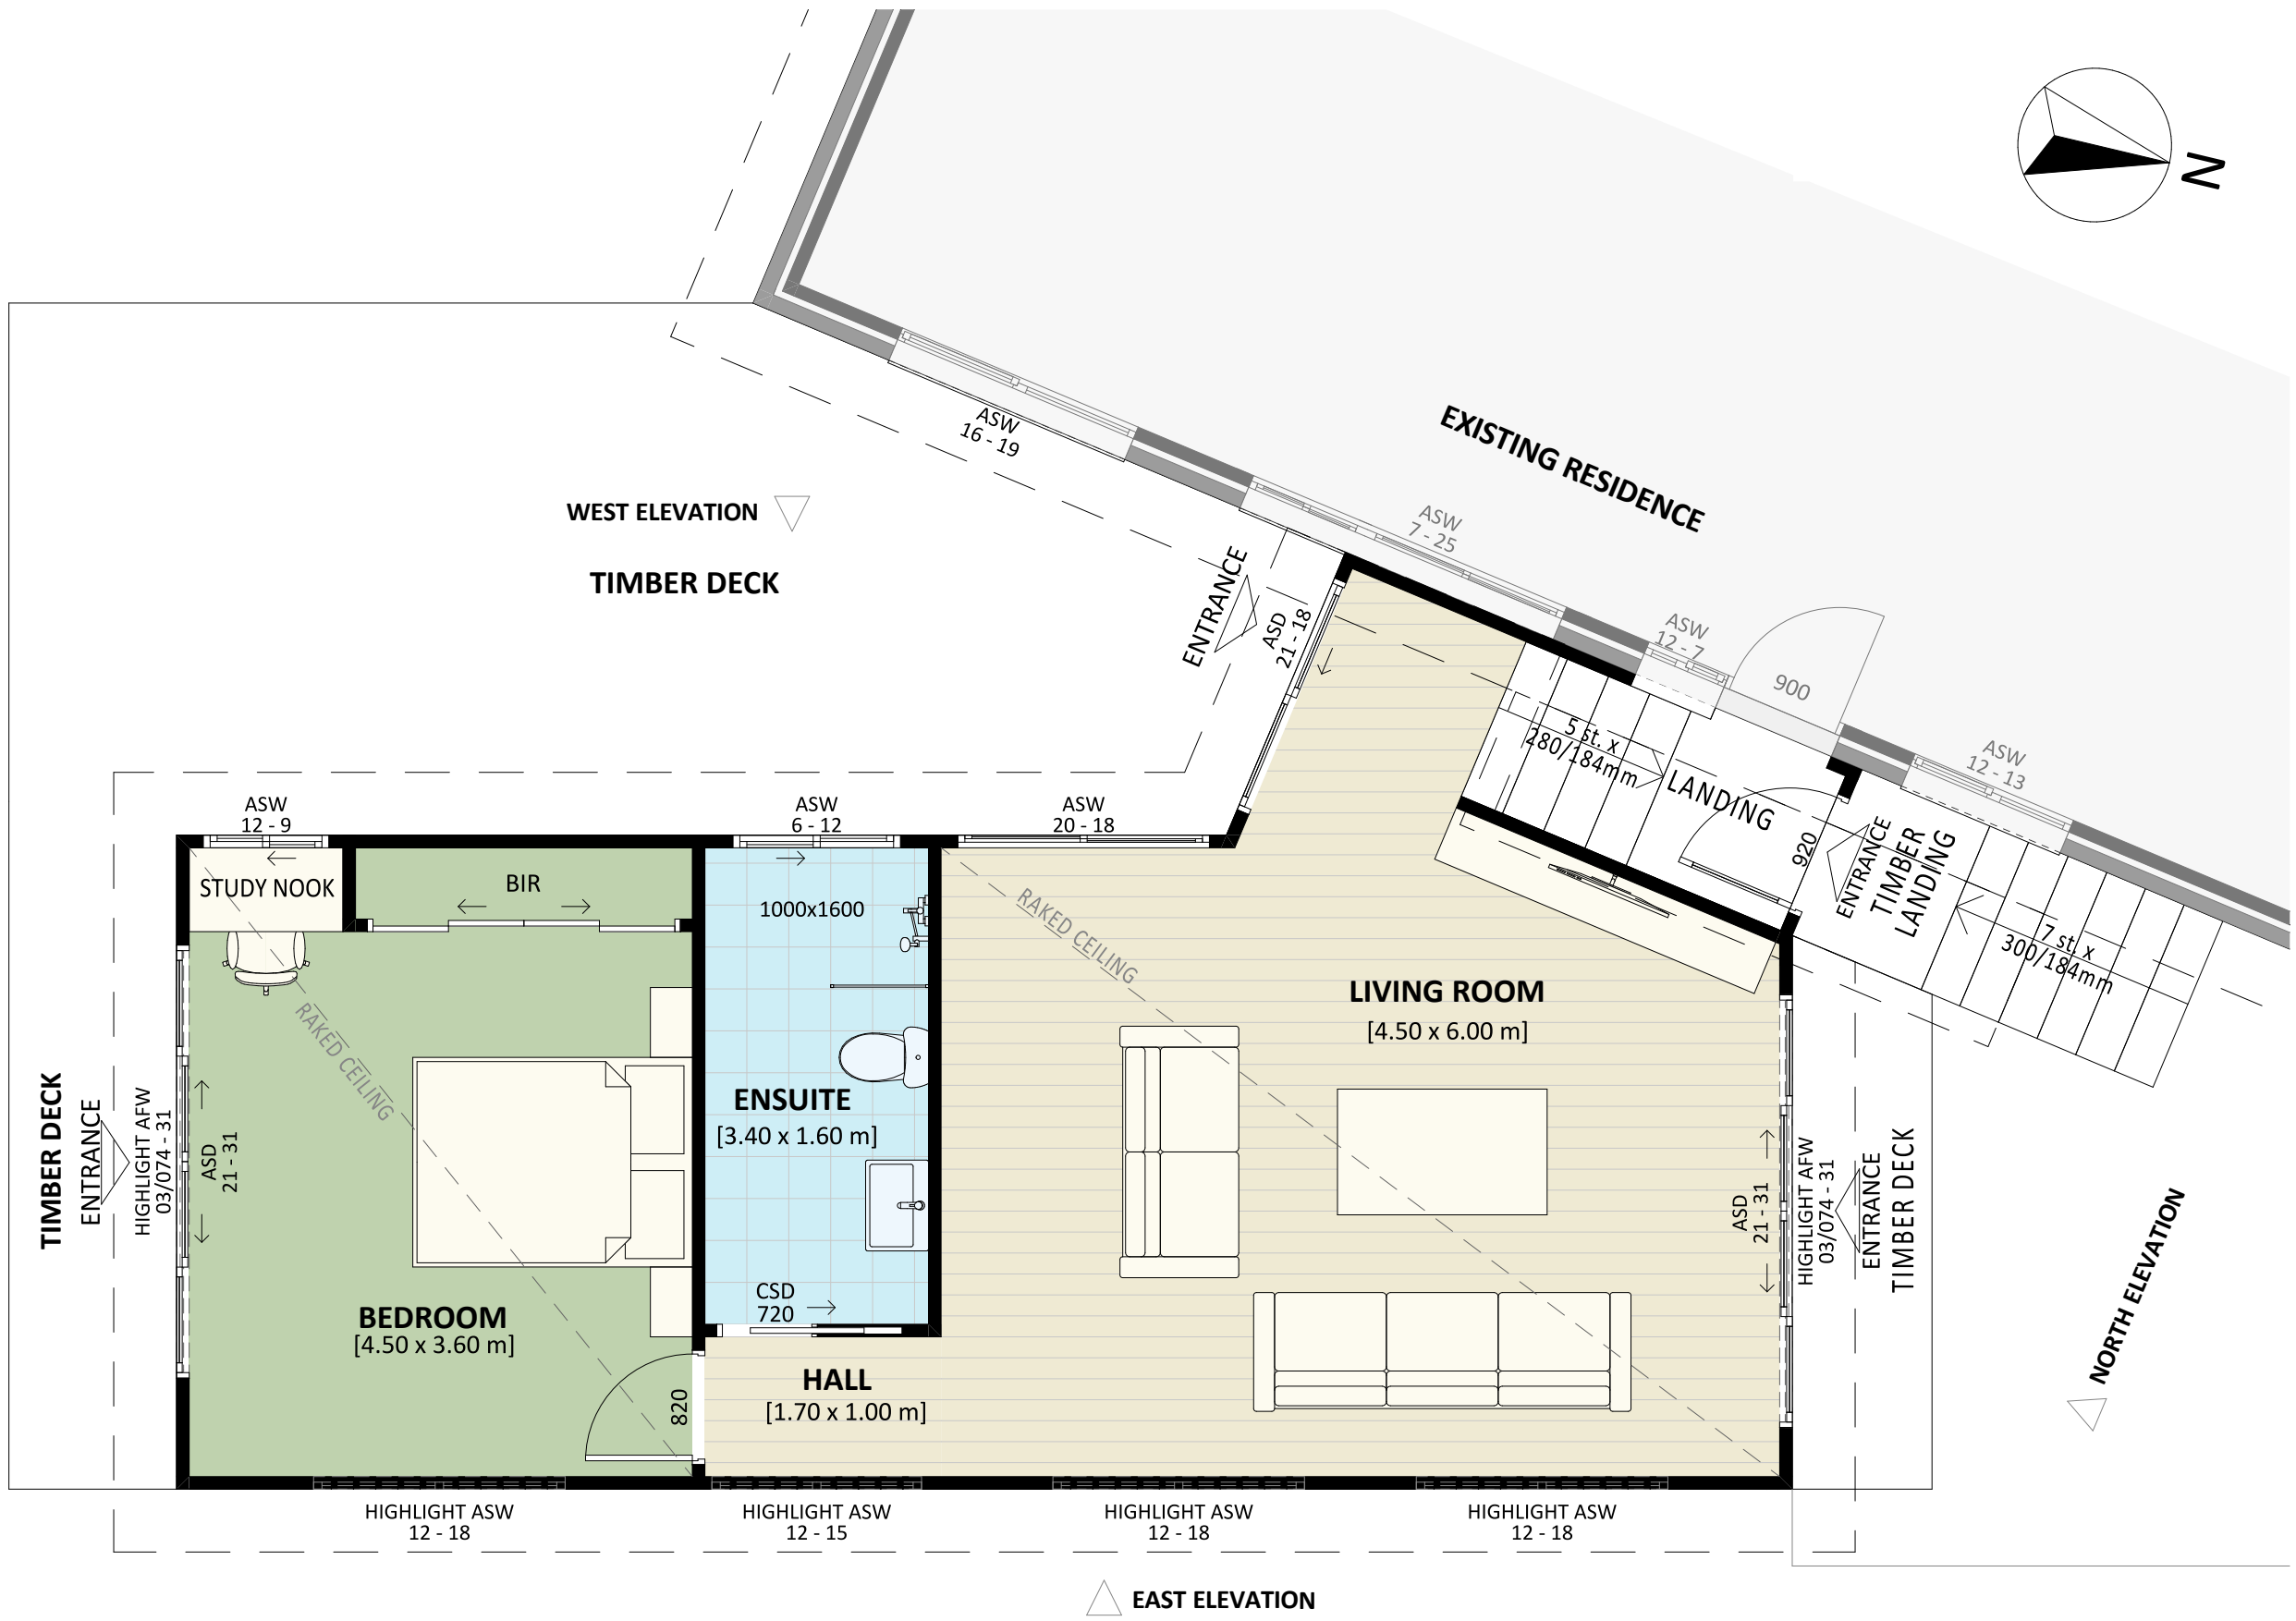 N
EXISTING RESIDENCE
ASW
16 - 19
ASW
7 - 25
ASW
12 - 7
900
ASW
12 - 13
WEST ELEVATION
TIMBER DECK
ENTRANCE
ASD
21 - 18
5 st. x
280/184mm
LANDING
920
ENTRANCE
TIMBER
LANDING
7 st. x
300/184mm
ASW
12 - 9
ASW
6 - 12
ASW
20 - 18
STUDY NOOK
BIR
1000x1600
RAKED CEILING
RAKED CEILING
LIVING ROOM
[4.50 x 6.00 m]
ENSUITE
[3.40 x 1.60 m]
TIMBER DECK
ENTRANCE
HIGHLIGHT AFW
03/074 - 31
ASD
21 - 31
ASD
21 - 31
HIGHLIGHT AFW
03/074 - 31
ENTRANCE
TIMBER DECK
NORTH ELEVATION
CSD
720
BEDROOM
[4.50 x 3.60 m]
820
HALL
[1.70 x 1.00 m]
HIGHLIGHT ASW
12 - 18
HIGHLIGHT ASW
12 - 15
HIGHLIGHT ASW
12 - 18
HIGHLIGHT ASW
12 - 18
EAST ELEVATION